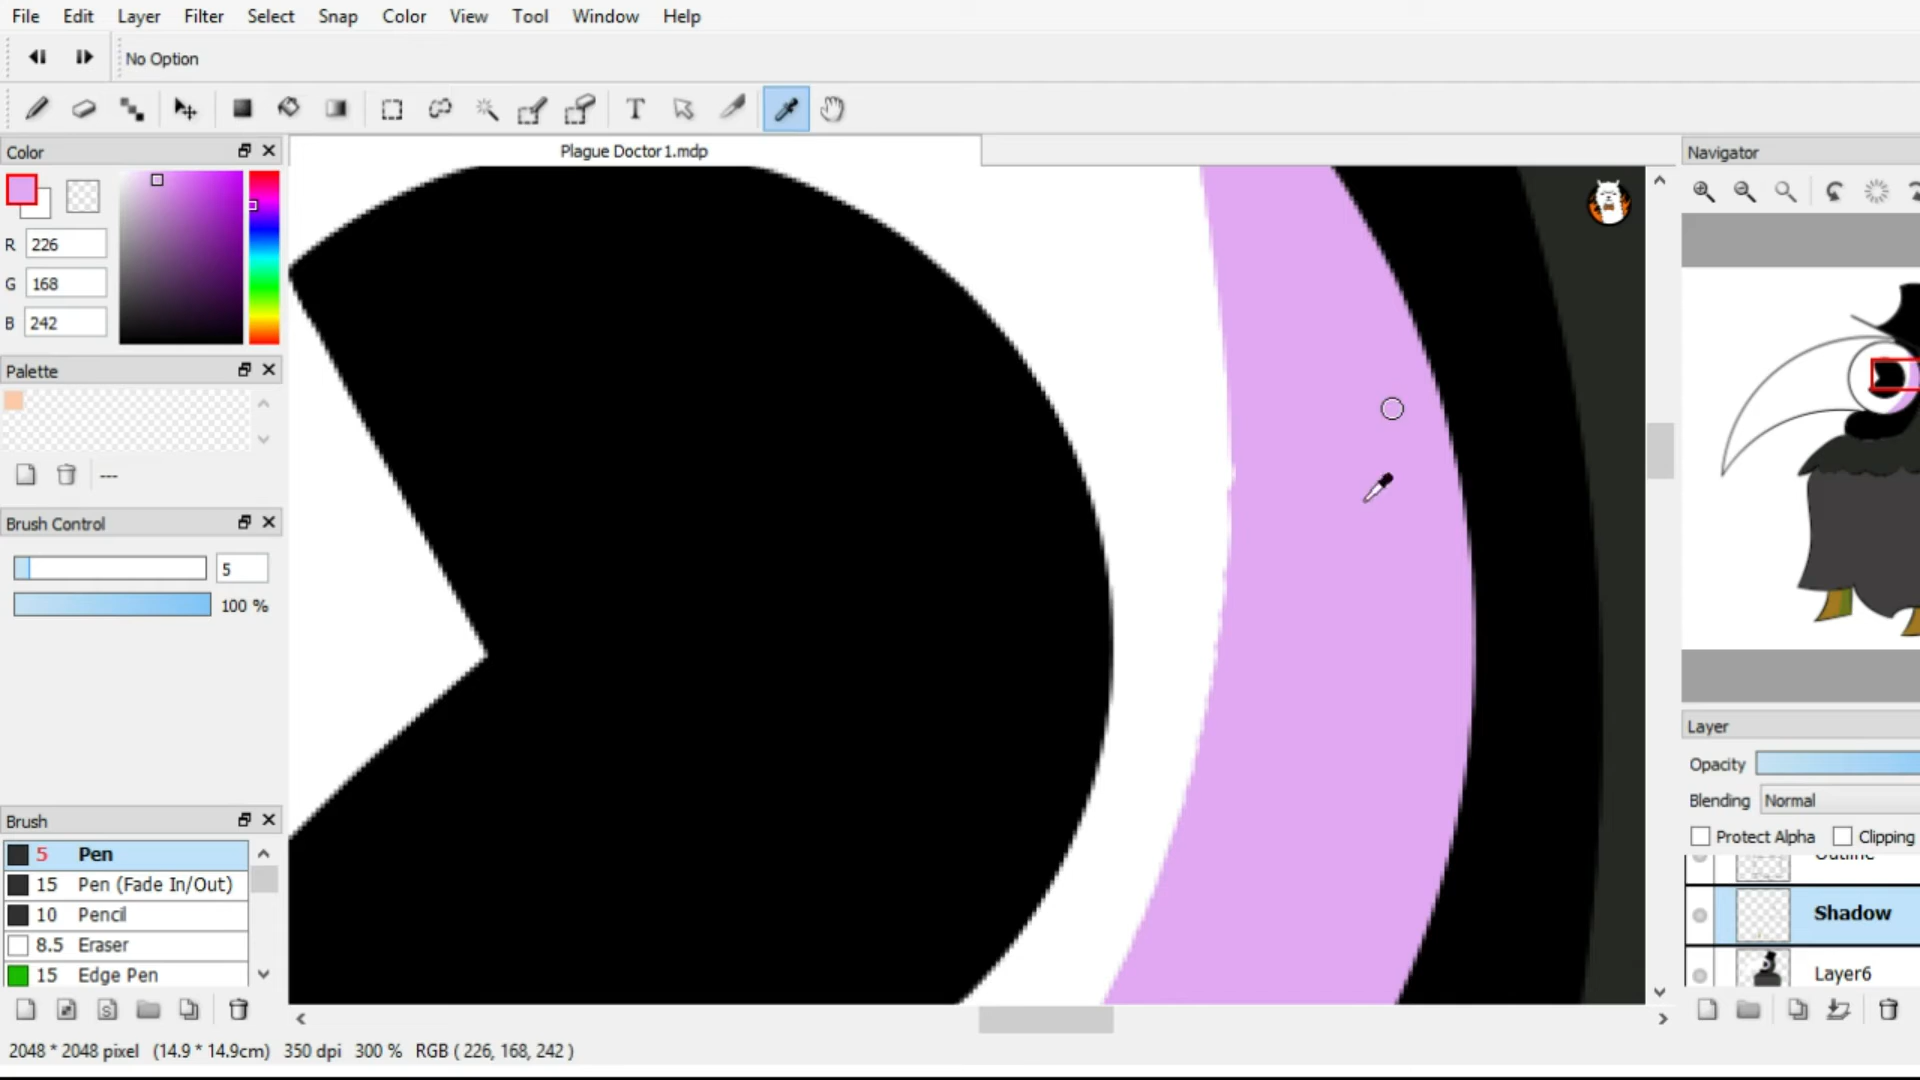 File Edit Layer Filter Select Snap Color View Tool Window Help
No Option
T
Color
Plague Doctor1.mdp
Navigator
R 226
G 168
B 242
Palette
---
Brush Control
5
100 %
Layer
Opacity
Blending Normal
Protect Alpha Clipping
Outline
Brush
5 Pen
15 Pen (Fade In/Out)
10 Pencil
8.5 Eraser
15 Edge Pen
Shadow
Layer6
2048 * 2048 pixel (14.9 * 14.9cm) 350 dpi 300 % RGB ( 226, 168, 242 )